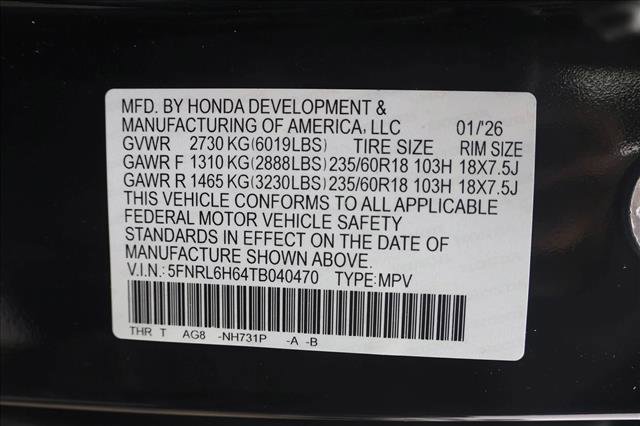 MFD. BY HONDA DEVELOPMENT &
MANUFACTURING OF AMERICA, LLC 01/'26
GVWR 2730 KG(6019LBS) TIRE SIZE RIM SIZE
GAWR F 1310 KG(2888LBS) 235/60R18 103H 18X7.5J
GAWR R 1465 KG(3230LBS) 235/60R18 103H 18X7.5J
THIS VEHICLE CONFORMS TO ALL APPLICABLE
FEDERAL MOTOR VEHICLE SAFETY
STANDARDS IN EFFECT ON THE DATE OF
MANUFACTURE SHOWN ABOVE.
V.I.N.: 5FNRL6H64TB040470 TYPE:MPV
THR T AG8 -NH731P -A -B